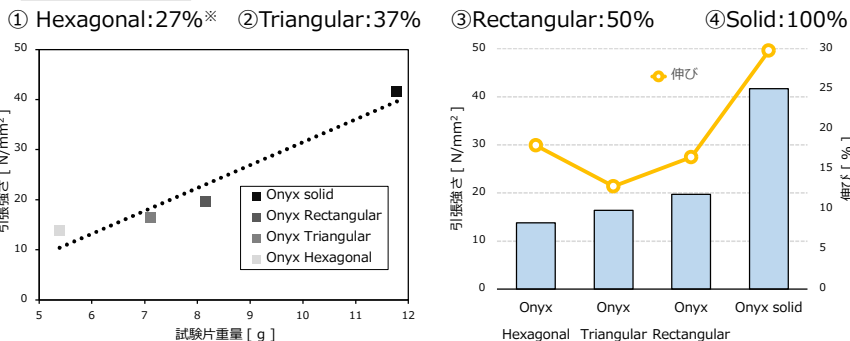 ① Hexagonal:27%※ ②Triangular:37% ③Rectangular:50% ④Solid:100%
50
40
30
20
10
0
引張強さ [ N/mm² ]
Onyx solid
Onyx Rectangular
Onyx Triangular
Onyx Hexagonal
5 6 7 8 9 10 11 12
試験片重量 [ g ]
50
40
30
20
10
0
引張強さ [ N/mm² ]
伸び
30
25
20
15
10
5
0
伸び [ % ]
Onyx Onyx Onyx Onyx solid
Hexagonal Triangular Rectangular